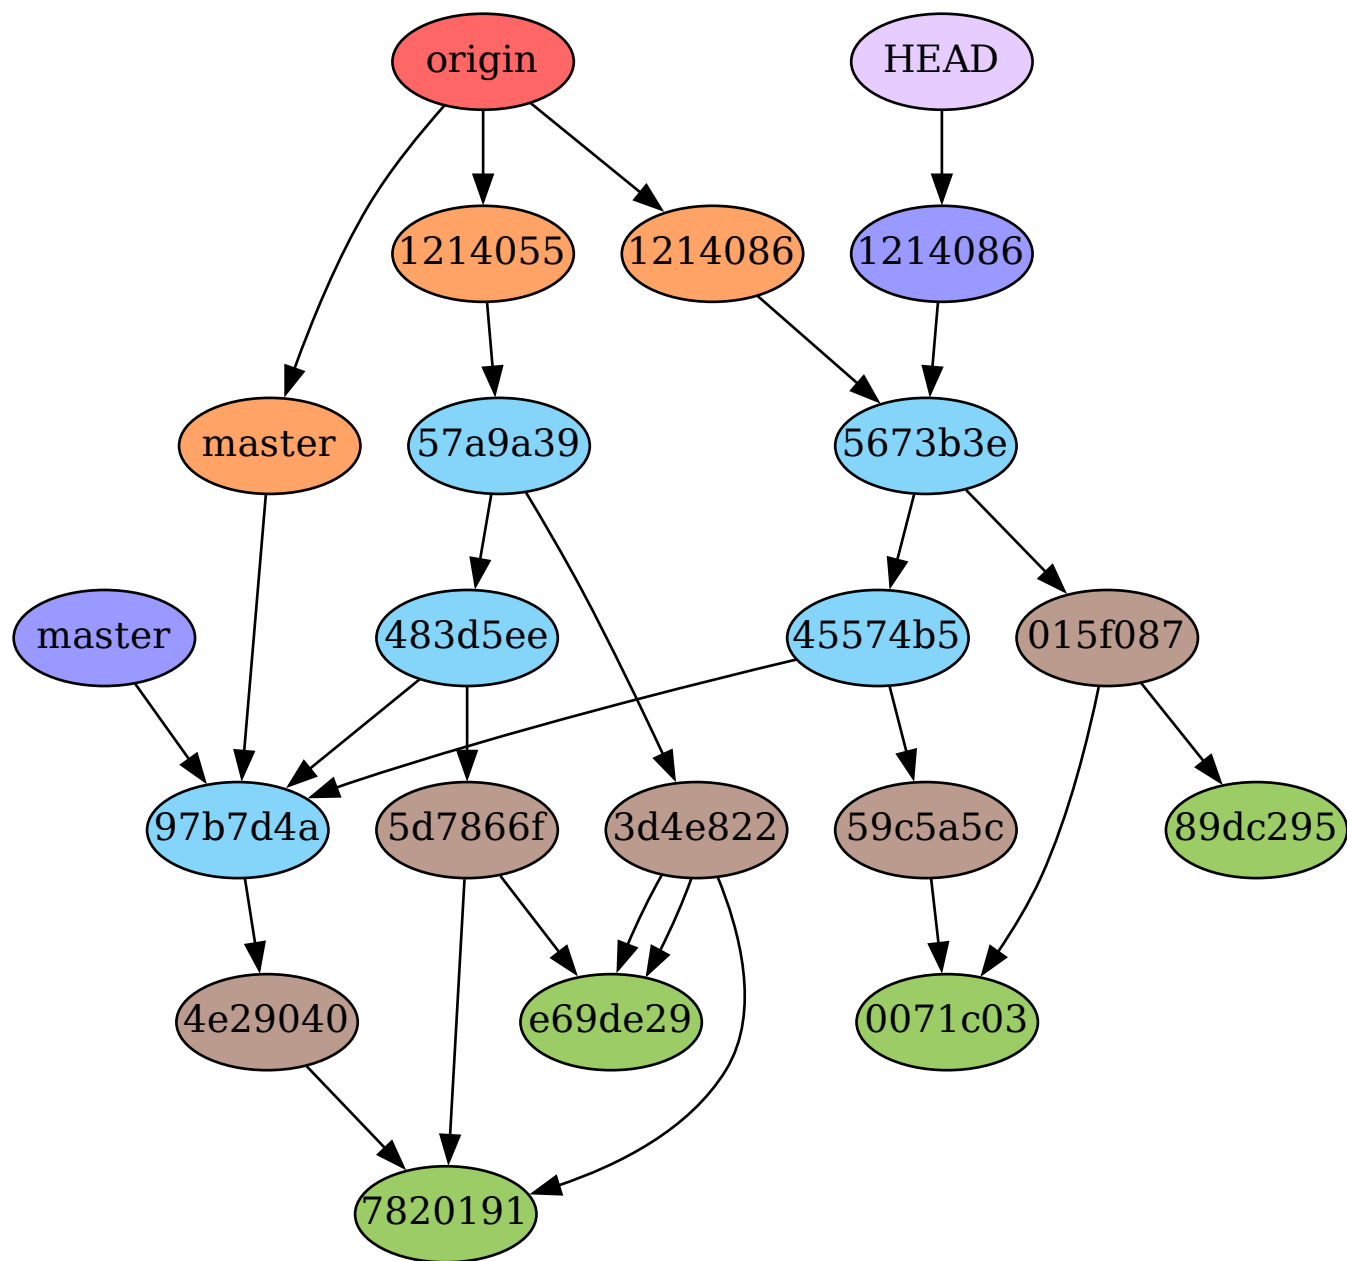 origin
HEAD
1214055
1214086
1214086
master
57a9a39
5673b3e
master
483d5ee
45574b5
015f087
97b7d4a
5d7866f
3d4e822
59c5a5c
89dc295
4e29040
e69de29
0071c03
7820191